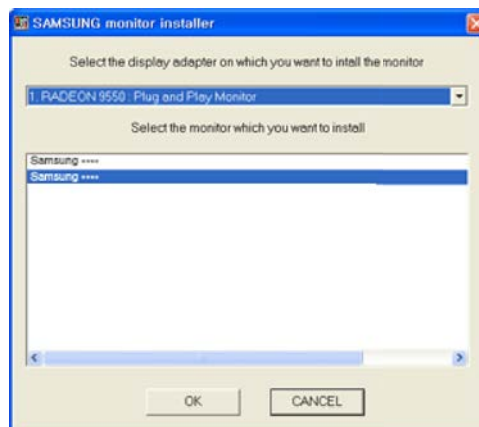 SAMSUNG monitor installer
Select the display adapter on which you want to intall the monitor
1. RADEON 9550 : Plug and Play Monitor
Select the monitor which you want to install
Samsung ****
Samsung ****
OK
CANCEL